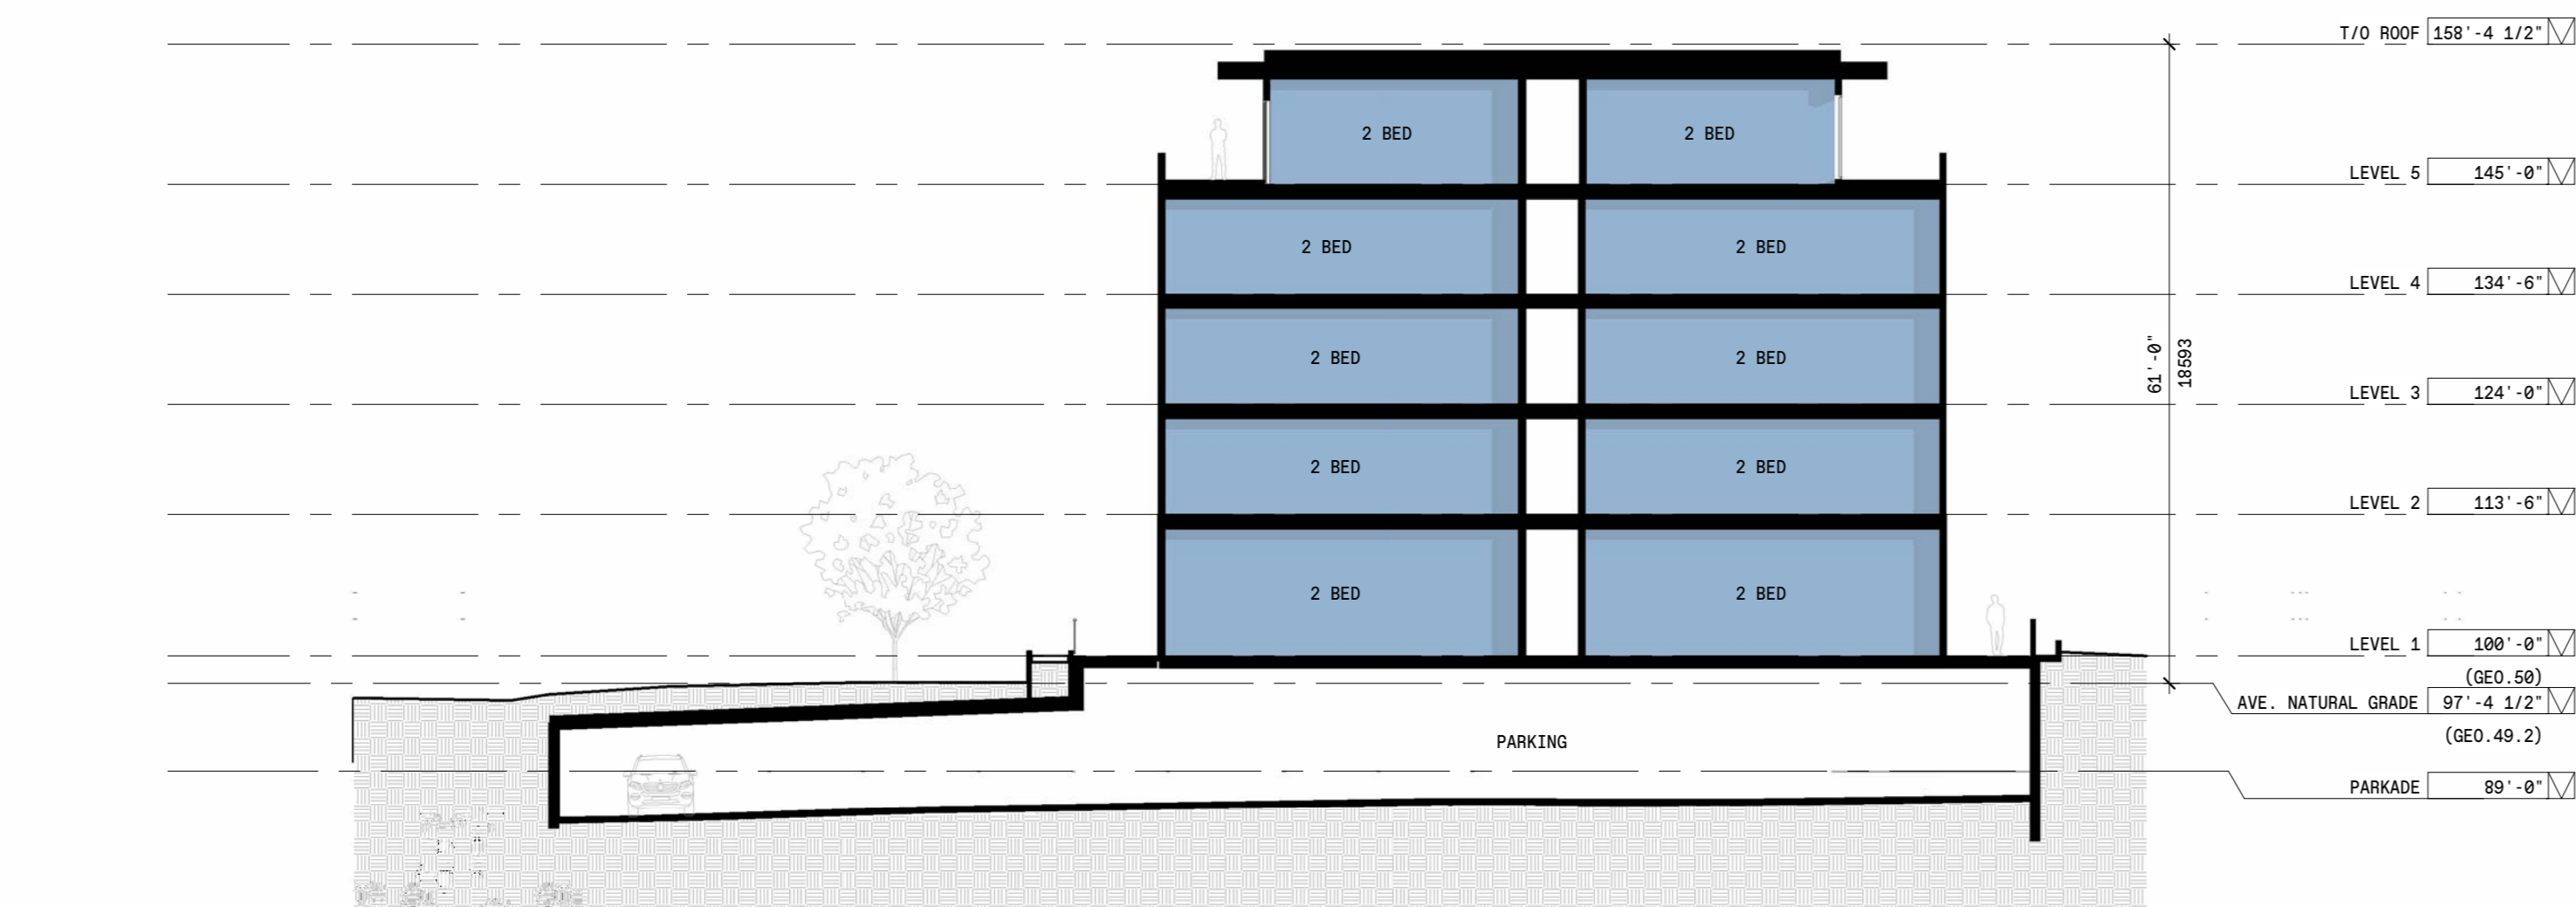 T/O ROOF 158'-4 1/2"
2 BED 2 BED
LEVEL 5 145'-0"
2 BED 2 BED
LEVEL 4 134'-6"
2 BED 2 BED
61'-0"
18593
LEVEL 3 124'-0"
2 BED 2 BED
LEVEL 2 113'-6"
2 BED 2 BED
LEVEL 1 100'-0"
(GEO.50)
AVE. NATURAL GRADE 97'-4 1/2"
(GEO.49.2)
PARKING
PARKADE 89'-0"